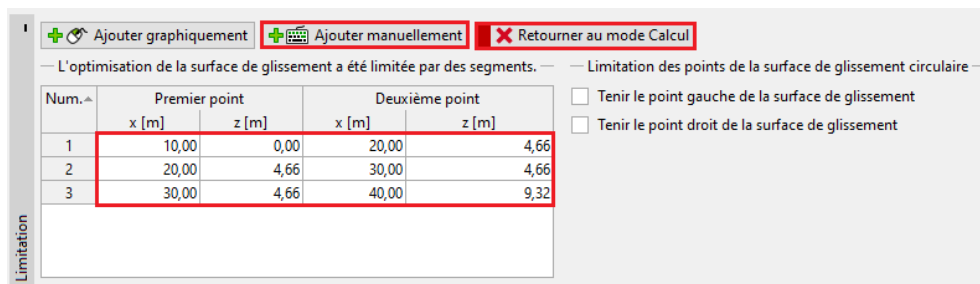 Ajouter graphiquement Ajouter manuellement Retourner au mode Calcul
L'optimisation de la surface de glissement a été limitée par des segments. Limitation des points de la surface de glissement circulaire
Num. Premier point Deuxième point
x [m] z [m] x [m] z [m]
1 10,00 0,00 20,00 4,66
2 20,00 4,66 30,00 4,66
3 30,00 4,66 40,00 9,32
Tenir le point gauche de la surface de glissement
Tenir le point droit de la surface de glissement
Limitation